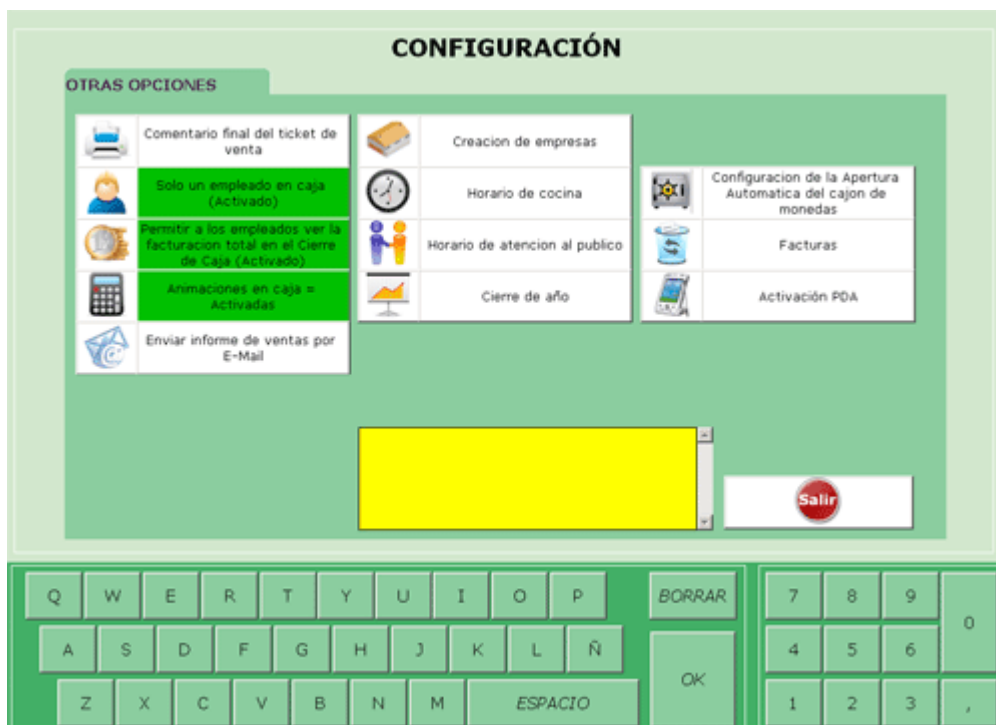 CONFIGURACIÓN
OTRAS OPCIONES
Comentario final del ticket de
venta
Solo un empleado en caja
(Activado)
Permitir a los empleados ver la
facturacion total en el Cierre
de Caja (Activado)
Animaciones en caja =
Activadas
Enviar informe de ventas por
E-Mail
Creacion de empresas
Horario de cocina
Horario de atencion al publico
Cierre de año
Configuracion de la Apertura
Automatica del cajon de
monedas
Facturas
Activación PDA
Salir
Q W E R T Y U I O P BORRAR 7 8 9
0
A S D F G H J K L Ñ 4 5 6
OK
Z X C V B N M ESPACIO 1 2 3 ,